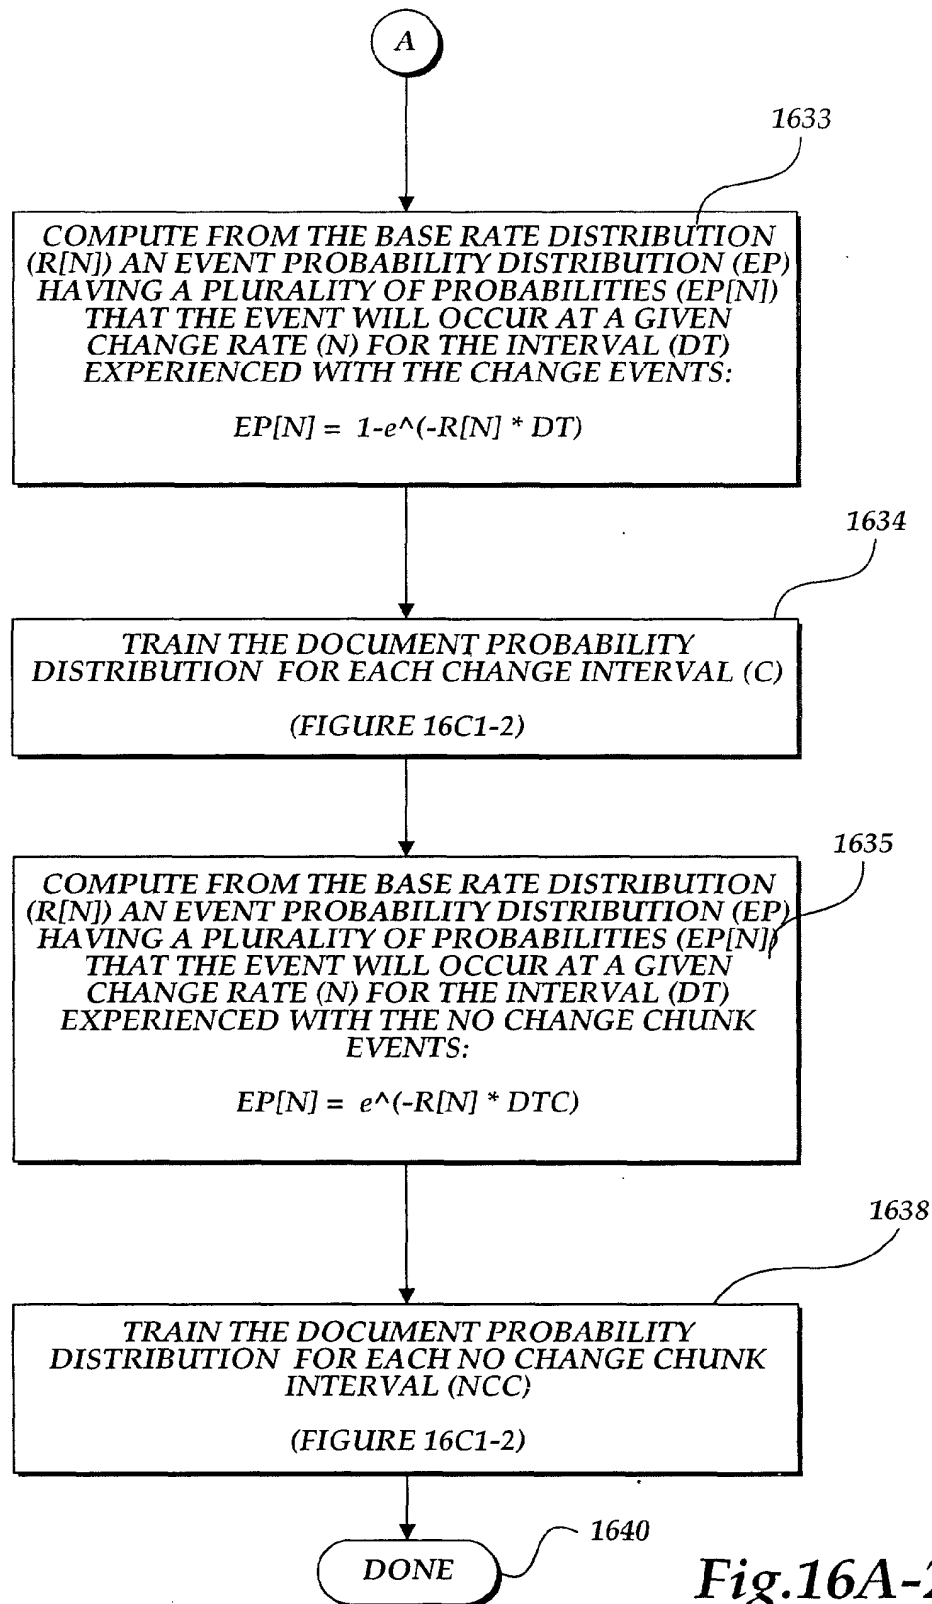 A
1633
COMPUTE FROM THE BASE RATE DISTRIBUTION
(R[N]) AN EVENT PROBABILITY DISTRIBUTION (EP)
HAVING A PLURALITY OF PROBABILITIES (EP[N])
THAT THE EVENT WILL OCCUR AT A GIVEN
CHANGE RATE (N) FOR THE INTERVAL (DT)
EXPERIENCED WITH THE CHANGE EVENTS:
EP[N] = 1-e^(-R[N] * DT)
1634
TRAIN THE DOCUMENT PROBABILITY
DISTRIBUTION FOR EACH CHANGE INTERVAL (C)
(FIGURE 16C1-2)
1635
COMPUTE FROM THE BASE RATE DISTRIBUTION
(R[N]) AN EVENT PROBABILITY DISTRIBUTION (EP)
HAVING A PLURALITY OF PROBABILITIES (EP[N])
THAT THE EVENT WILL OCCUR AT A GIVEN
CHANGE RATE (N) FOR THE INTERVAL (DT)
EXPERIENCED WITH THE NO CHANGE CHUNK
EVENTS:
EP[N] = e^(-R[N] * DTC)
1638
TRAIN THE DOCUMENT PROBABILITY
DISTRIBUTION FOR EACH NO CHANGE CHUNK
INTERVAL (NCC)
(FIGURE 16C1-2)
1640
DONE
Fig.16A-2